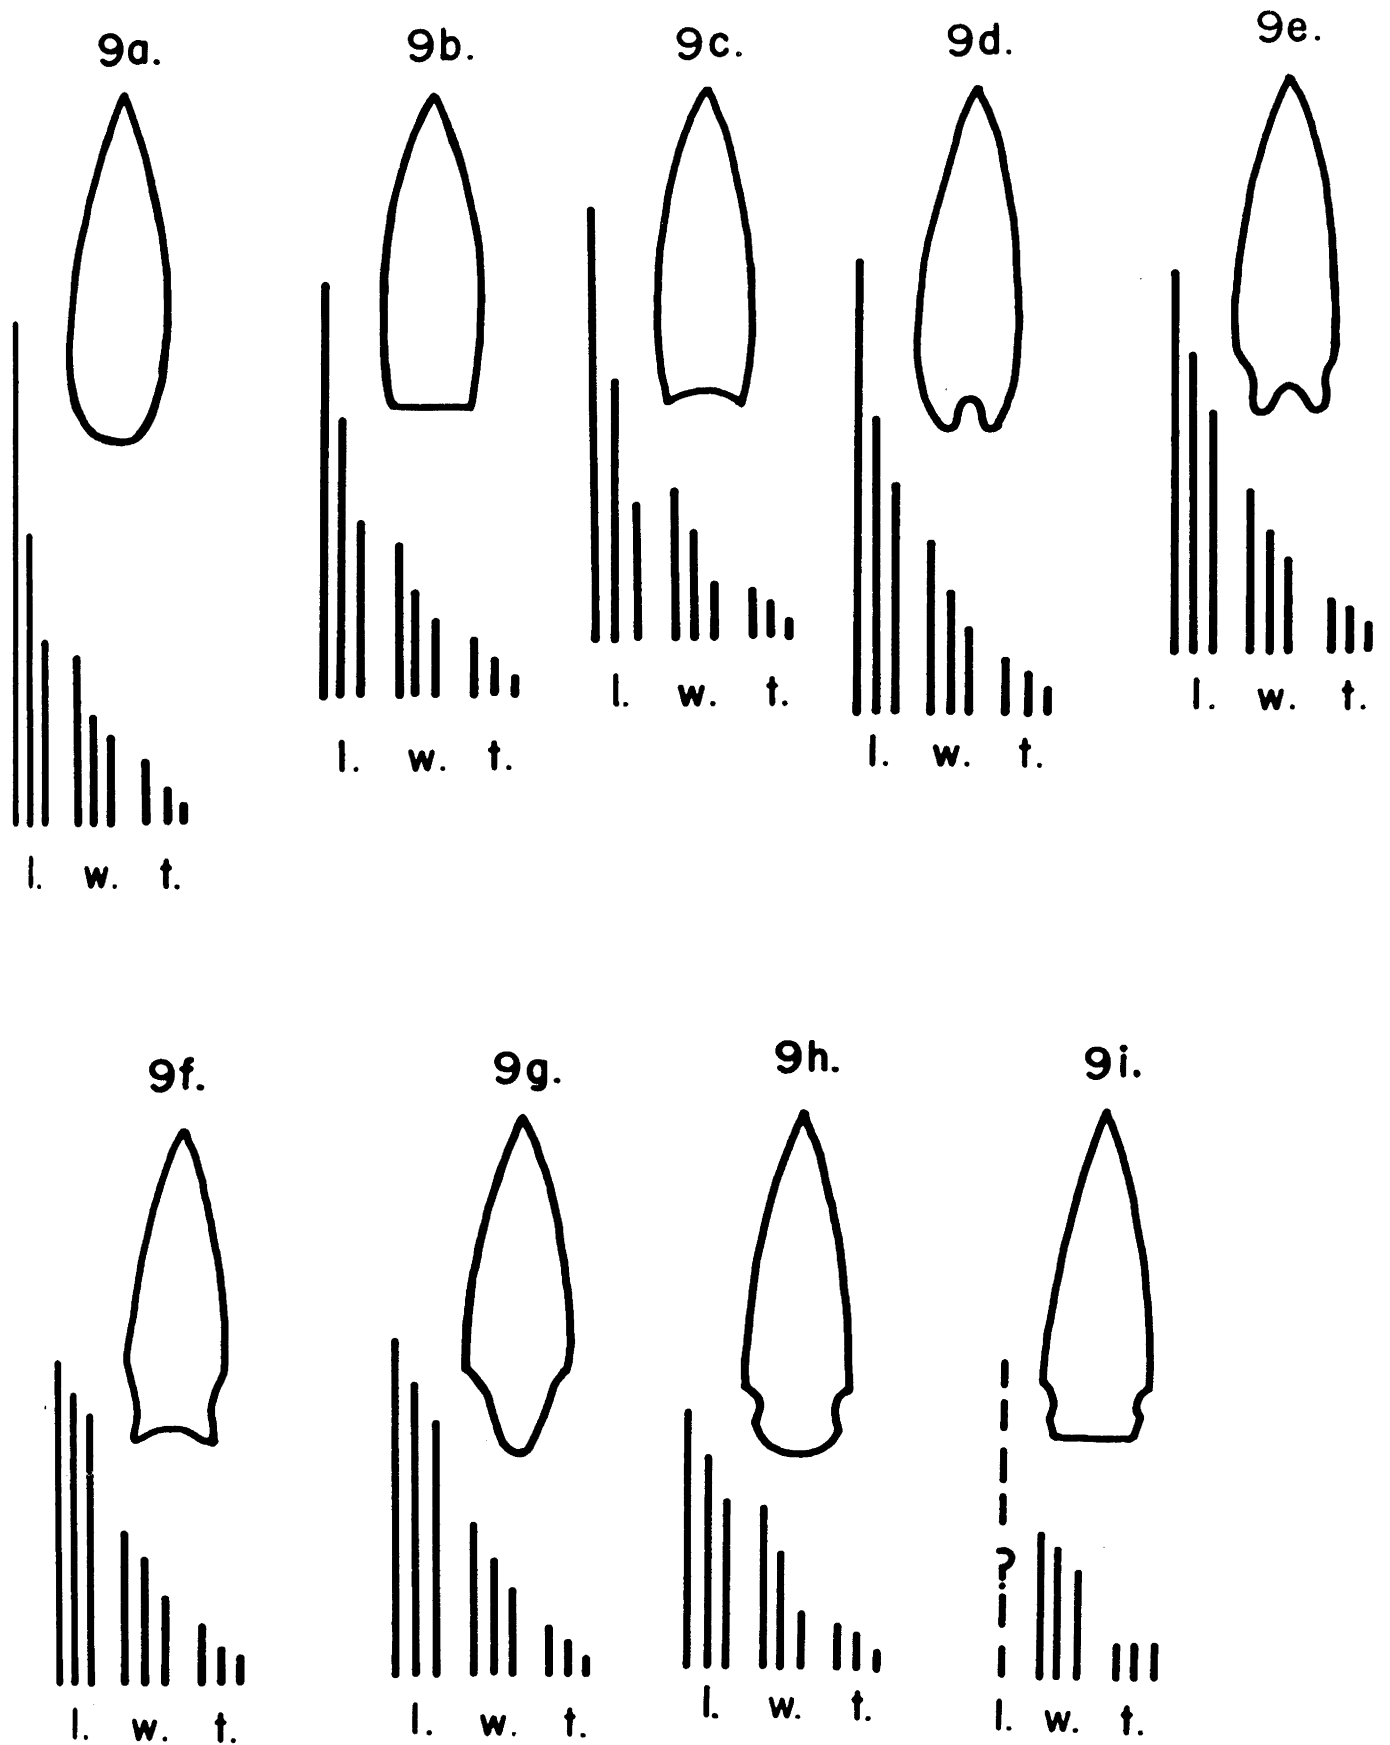 9a. 9b. 9c. 9d. 9e.
l. w. t. l. w. t. l. w. t. l. w. t. l. w. t.
9f. 9g. 9h. 9i.
?
l. w. t. l. w. t. l. w. t. l. w. t.